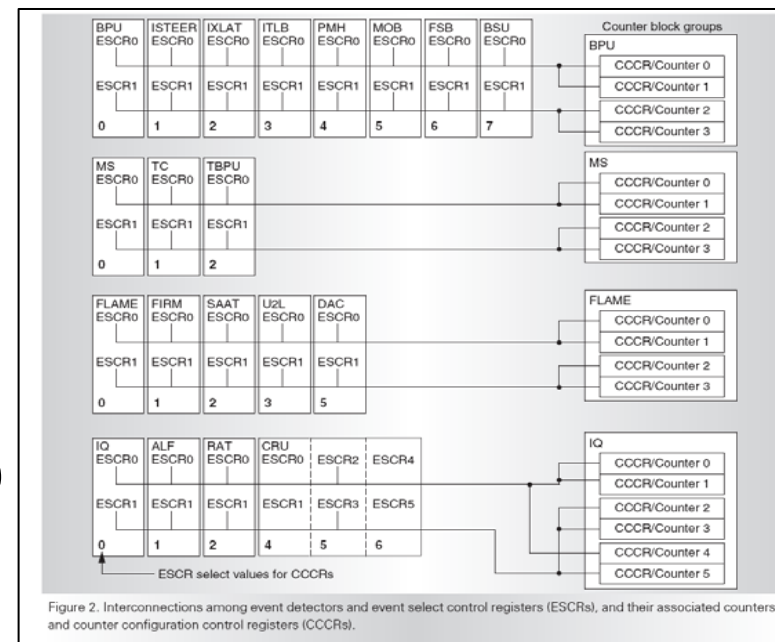 Counter block groups
BPU ISTEER IXLAT ITLB PMH MOB FSB BSU
ESCR0 ESCR0 ESCR0 ESCR0 ESCR0 ESCR0 ESCR0 ESCR0
ESCR1 ESCR1 ESCR1 ESCR1 ESCR1 ESCR1 ESCR1 ESCR1
0 1 2 3 4 5 6 7
BPU
CCCR/Counter 0
CCCR/Counter 1
CCCR/Counter 2
CCCR/Counter 3
MS TC TBPU
ESCR0 ESCR0 ESCR0
ESCR1 ESCR1 ESCR1
0 1 2
MS
CCCR/Counter 0
CCCR/Counter 1
CCCR/Counter 2
CCCR/Counter 3
FLAME FIRM SAAT U2L DAC
ESCR0 ESCR0 ESCR0 ESCR0 ESCR0
ESCR1 ESCR1 ESCR1 ESCR1 ESCR1
0 1 2 3 5
FLAME
CCCR/Counter 0
CCCR/Counter 1
CCCR/Counter 2
CCCR/Counter 3
IQ ALF RAT CRU
ESCR0 ESCR0 ESCR0 ESCR0 ESCR2 ESCR4
ESCR1 ESCR1 ESCR1 ESCR1 ESCR3 ESCR5
0 1 2 4 5 6
IQ
CCCR/Counter 0
CCCR/Counter 1
CCCR/Counter 2
CCCR/Counter 3
CCCR/Counter 4
CCCR/Counter 5
ESCR select values for CCCRs
Figure 2. Interconnections among event detectors and event select control registers (ESCRs), and their associated counters
and counter configuration control registers (CCCRs).